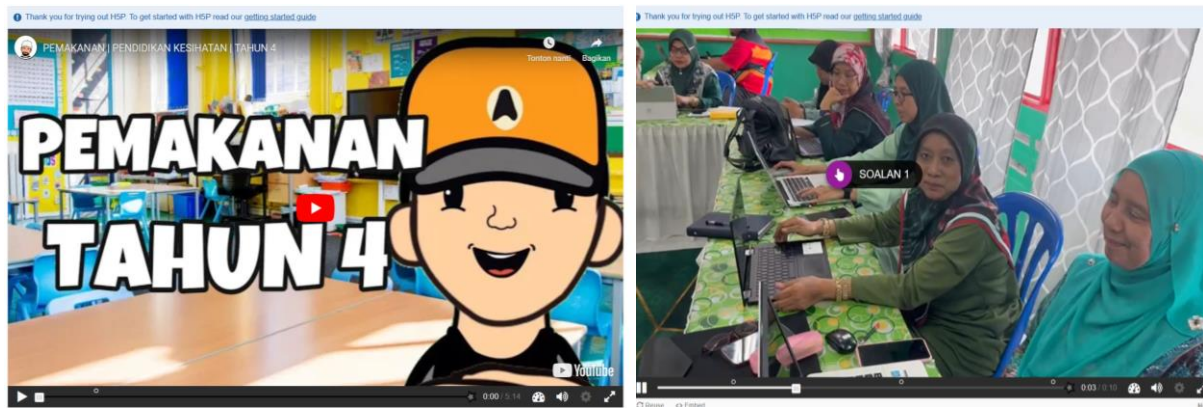 Thank you for trying out H5P. To get started with H5P read our getting started guide
PEMAKANAN | PENDIDIKAN KESIHATAN | TAHUN 4
Tonton nanti
Bagikan
PEMAKANAN
TAHUN 4
YouTube
0:00 / 5:14
Thank you for trying out H5P. To get started with H5P read our getting started guide
SOALAN 1
0:03 / 0:10
Reuse
Embed